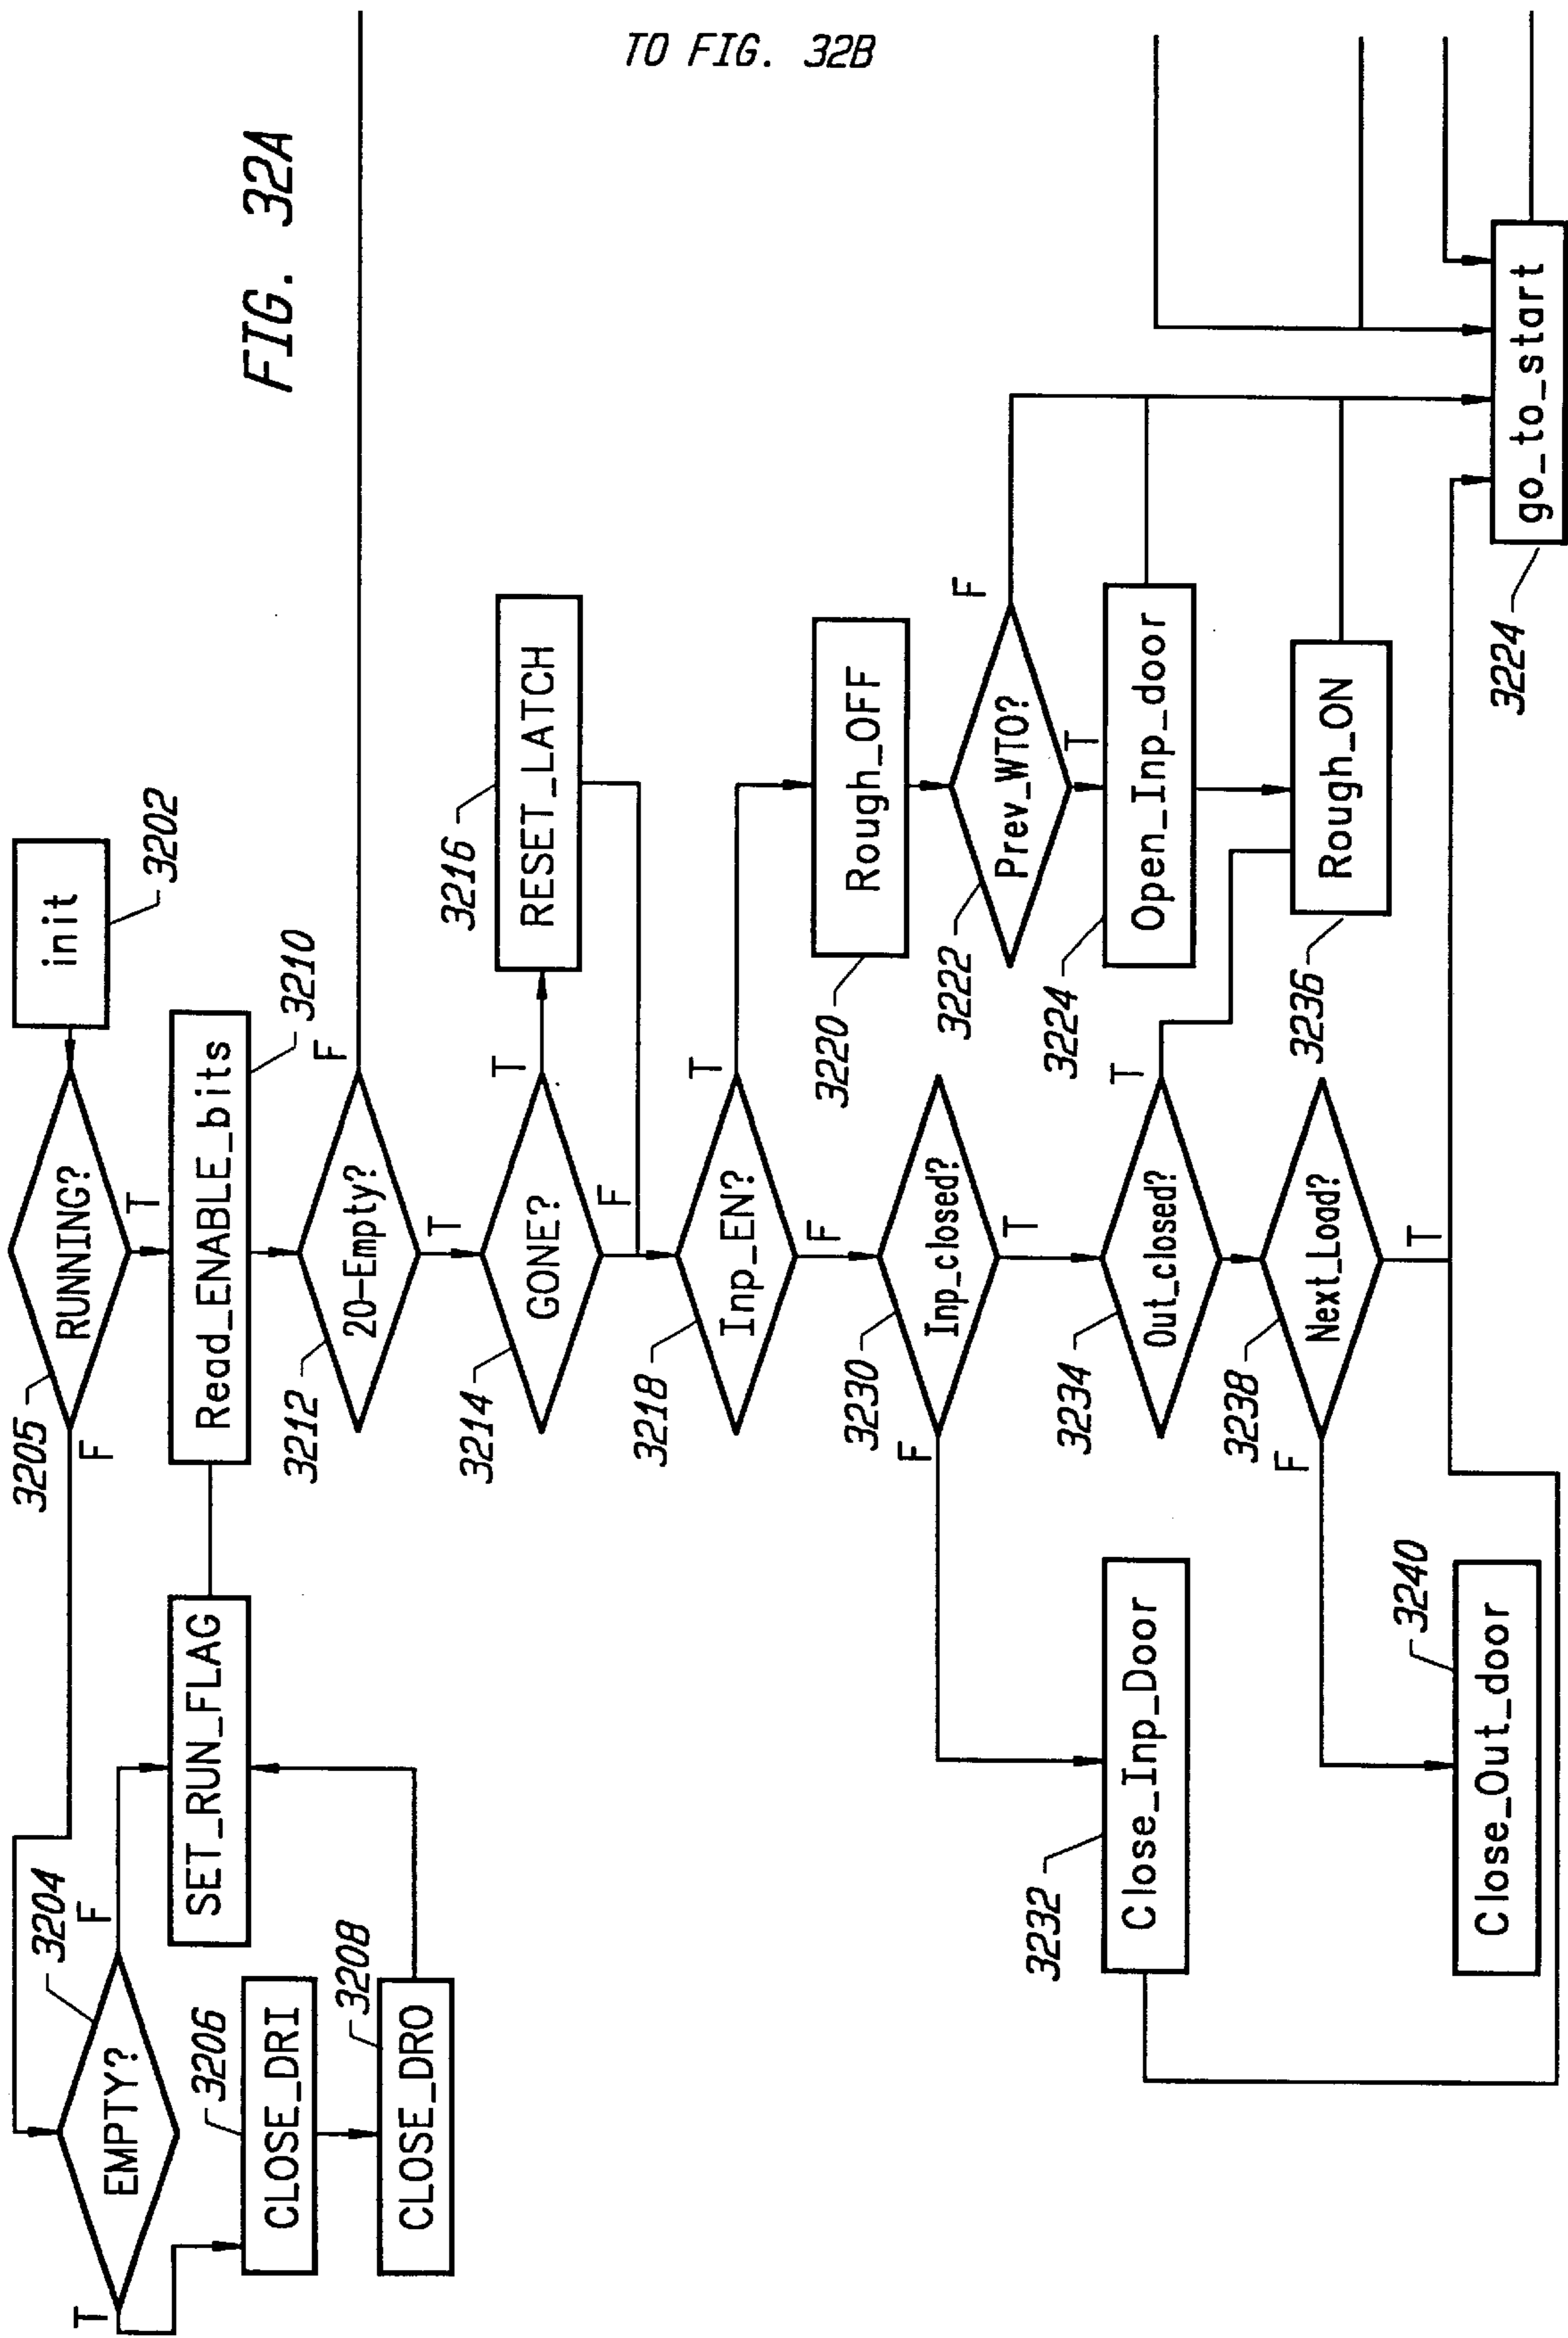 FIG. 32A
TO FIG. 32B
init
3202
RUNNING?
3205
T
F
EMPTY?
3204
T
F
CLOSE_DRI
3206
CLOSE_DRO
3208
SET_RUN_FLAG
Read_ENABLE_bits
3210
20-Empty?
3212
F
T
GONE?
3214
T
F
RESET_LATCH
3216
Inp_EN?
3218
T
F
Rough_OFF
3220
Prev_WTO?
3222
F
T
Open_Inp_door
3224
Inp_closed?
3230
F
T
Close_Inp_Door
3232
Out_closed?
3234
T
Rough_ON
3236
Next_Load?
3238
F
T
Close_Out_door
3240
go_to_start
3224